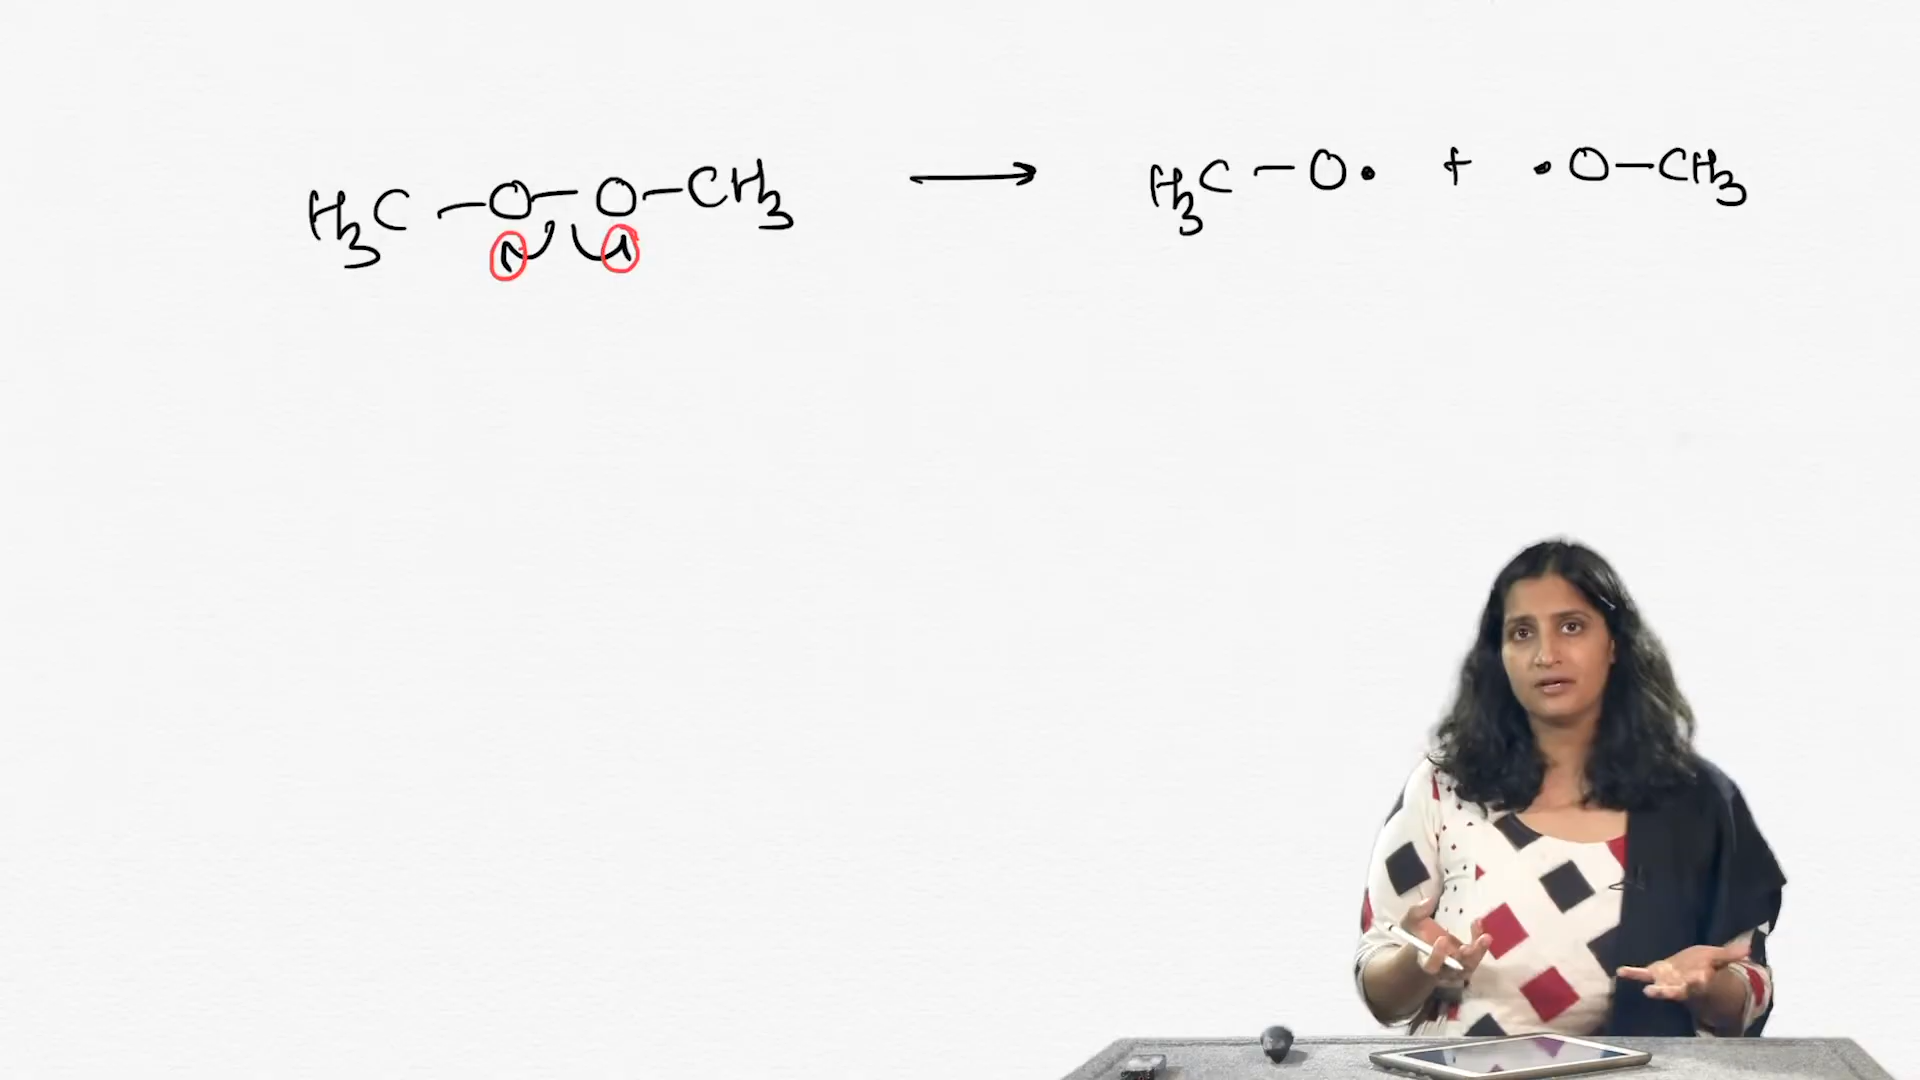 H₃C – O – O – CH₃ ⟶ H₃C – O• + •O – CH₃